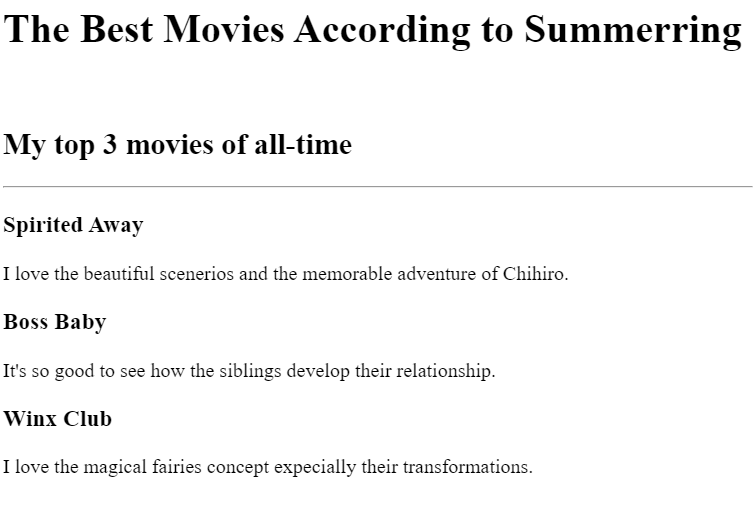 The Best Movies According to Summerring
My top 3 movies of all-time
Spirited Away
I love the beautiful scenerios and the memorable adventure of Chihiro.
Boss Baby
It's so good to see how the siblings develop their relationship.
Winx Club
I love the magical fairies concept expecially their transformations.